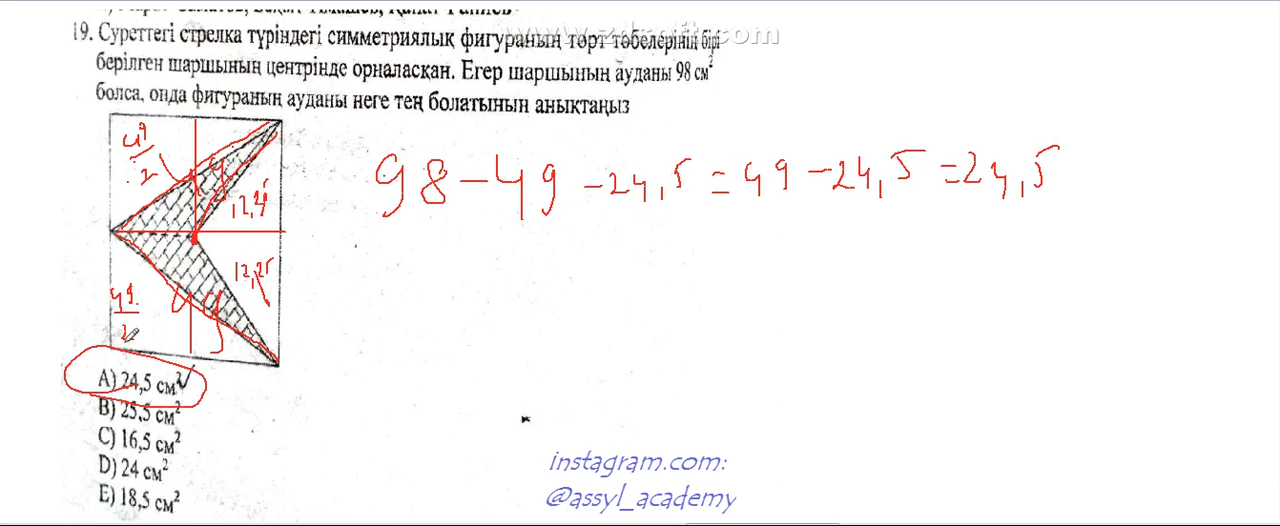 19. Суреттегі стрелка түріндегі симметриялық фигураның төрт төбелерінің бірі
берілген шаршының центрінде орналасқан. Егер шаршының ауданы 98 см²
болса, онда фигураның ауданы неге тең болатынын анықтаңыз
49
2
12,25
98 - 49 - 24,5 = 49 - 24,5 = 24,5
12,25
49
2
A) 24,5 см²
B) 25,5 см²
C) 16,5 см²
D) 24 см²
E) 18,5 см²
instagram.com:
@assyl_academy